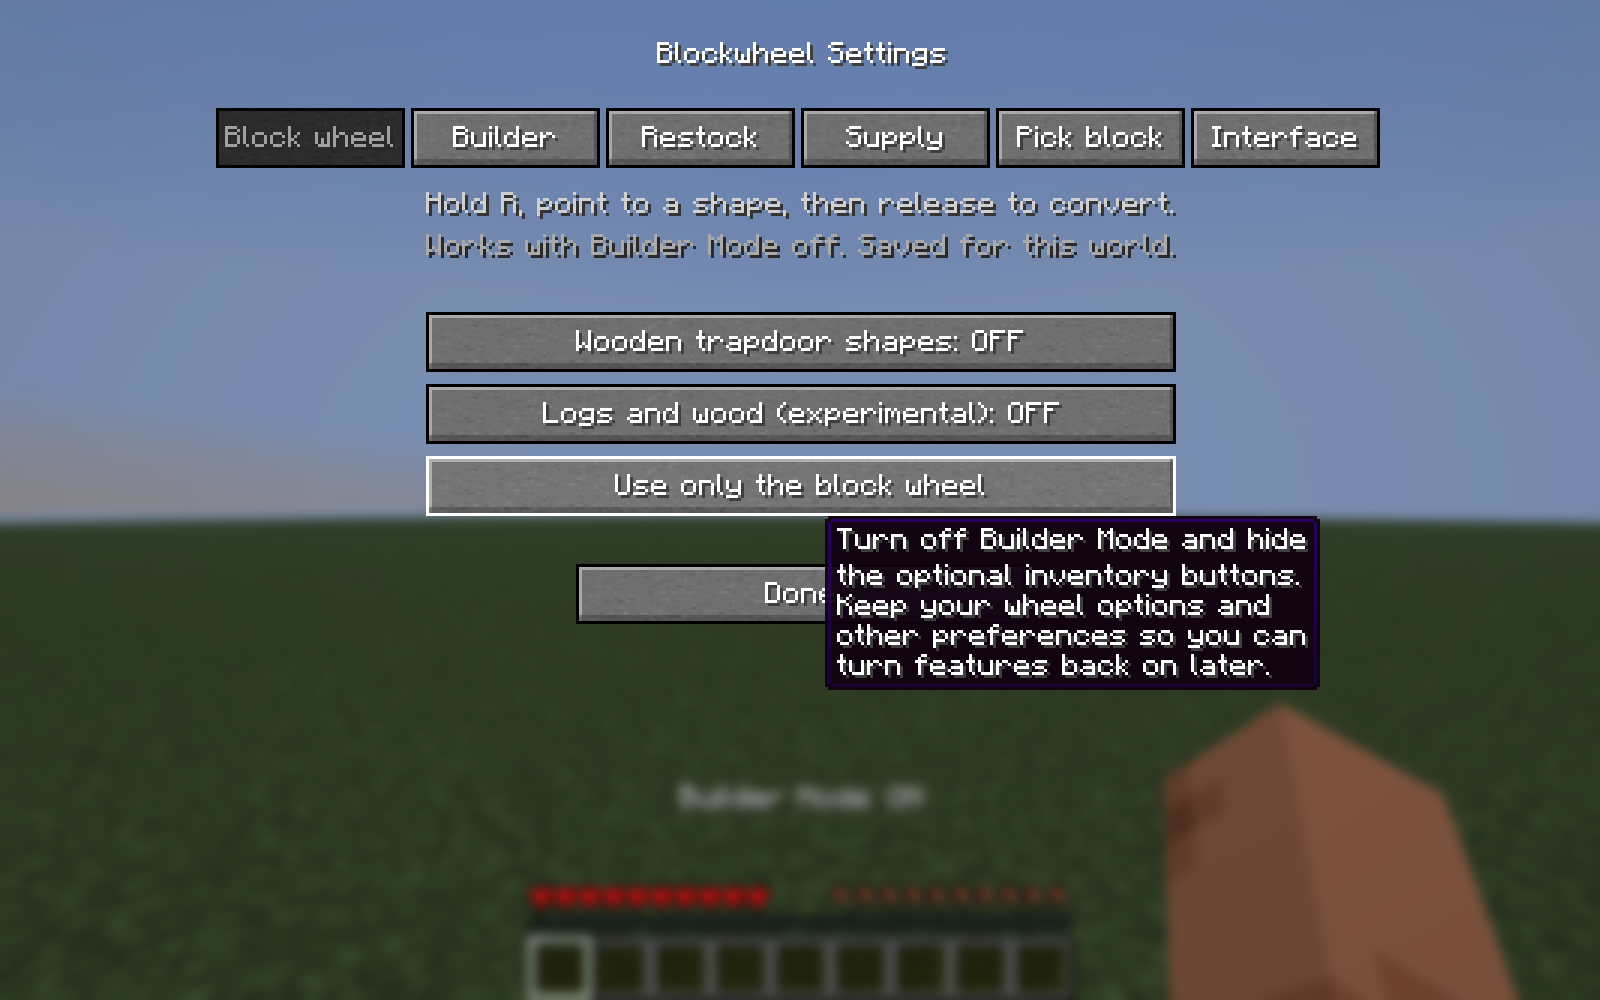 Blockwheel Settings
Block wheel Builder Restock Supply Pick block Interface
Hold R, point to a shape, then release to convert.
Works with Builder Mode off. Saved for this world.
Wooden trapdoor shapes: OFF
Logs and wood (experimental): OFF
Use only the block wheel
Turn off Builder Mode and hide
the optional inventory buttons.
Keep your wheel options and
other preferences so you can
turn features back on later.
Done
Builder Mode ON